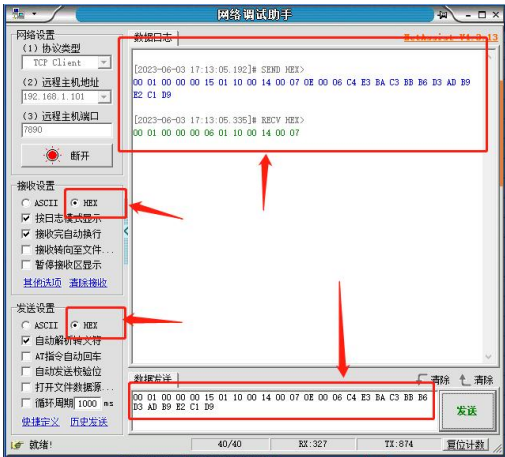 网络调试助手
网络设置
(1) 协议类型
TCP Client
(2) 远程主机地址
192.168.1.101
(3) 远程主机端口
7890
断开
接收设置
ASCII HEX
按日志模式显示
接收完自动换行
接收转向至文件...
暂停接收区显示
其他选项 清除接收
发送设置
ASCII HEX
自动解析转义符
AT指令自动回车
自动发送校验位
打开文件数据源...
循环周期 1000 ms
快捷定义 历史发送
数据日志
NetAssist V4.3.13
[2023-06-03 17:13:05.192]# SEND HEX>
00 01 00 00 00 15 01 10 00 14 00 07 0E 00 06 C4 E3 BA C3 BB B6 D3 AD B9
E2 C1 D9
[2023-06-03 17:13:05.335]# RECV HEX>
00 01 00 00 00 06 01 10 00 14 00 07
数据发送
清除 清除
00 01 00 00 00 15 01 10 00 14 00 07 0E 00 06 C4 E3 BA C3 BB B6
D3 AD B9 E2 C1 D9
发送
就绪!
40/40
RX:327
TX:874
复位计数